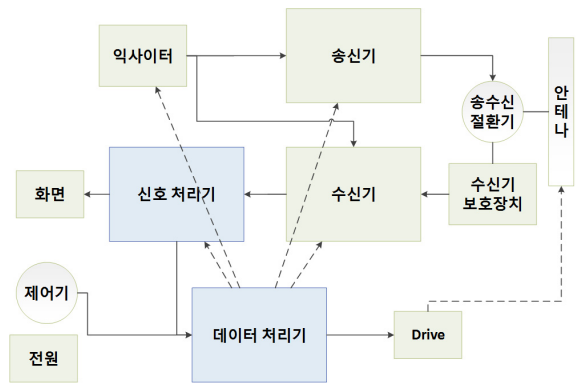 익사이터
송신기
송수신
절환기
안
테
나
화면
신호 처리기
수신기
수신기
보호장치
제어기
데이터 처리기
Drive
전원